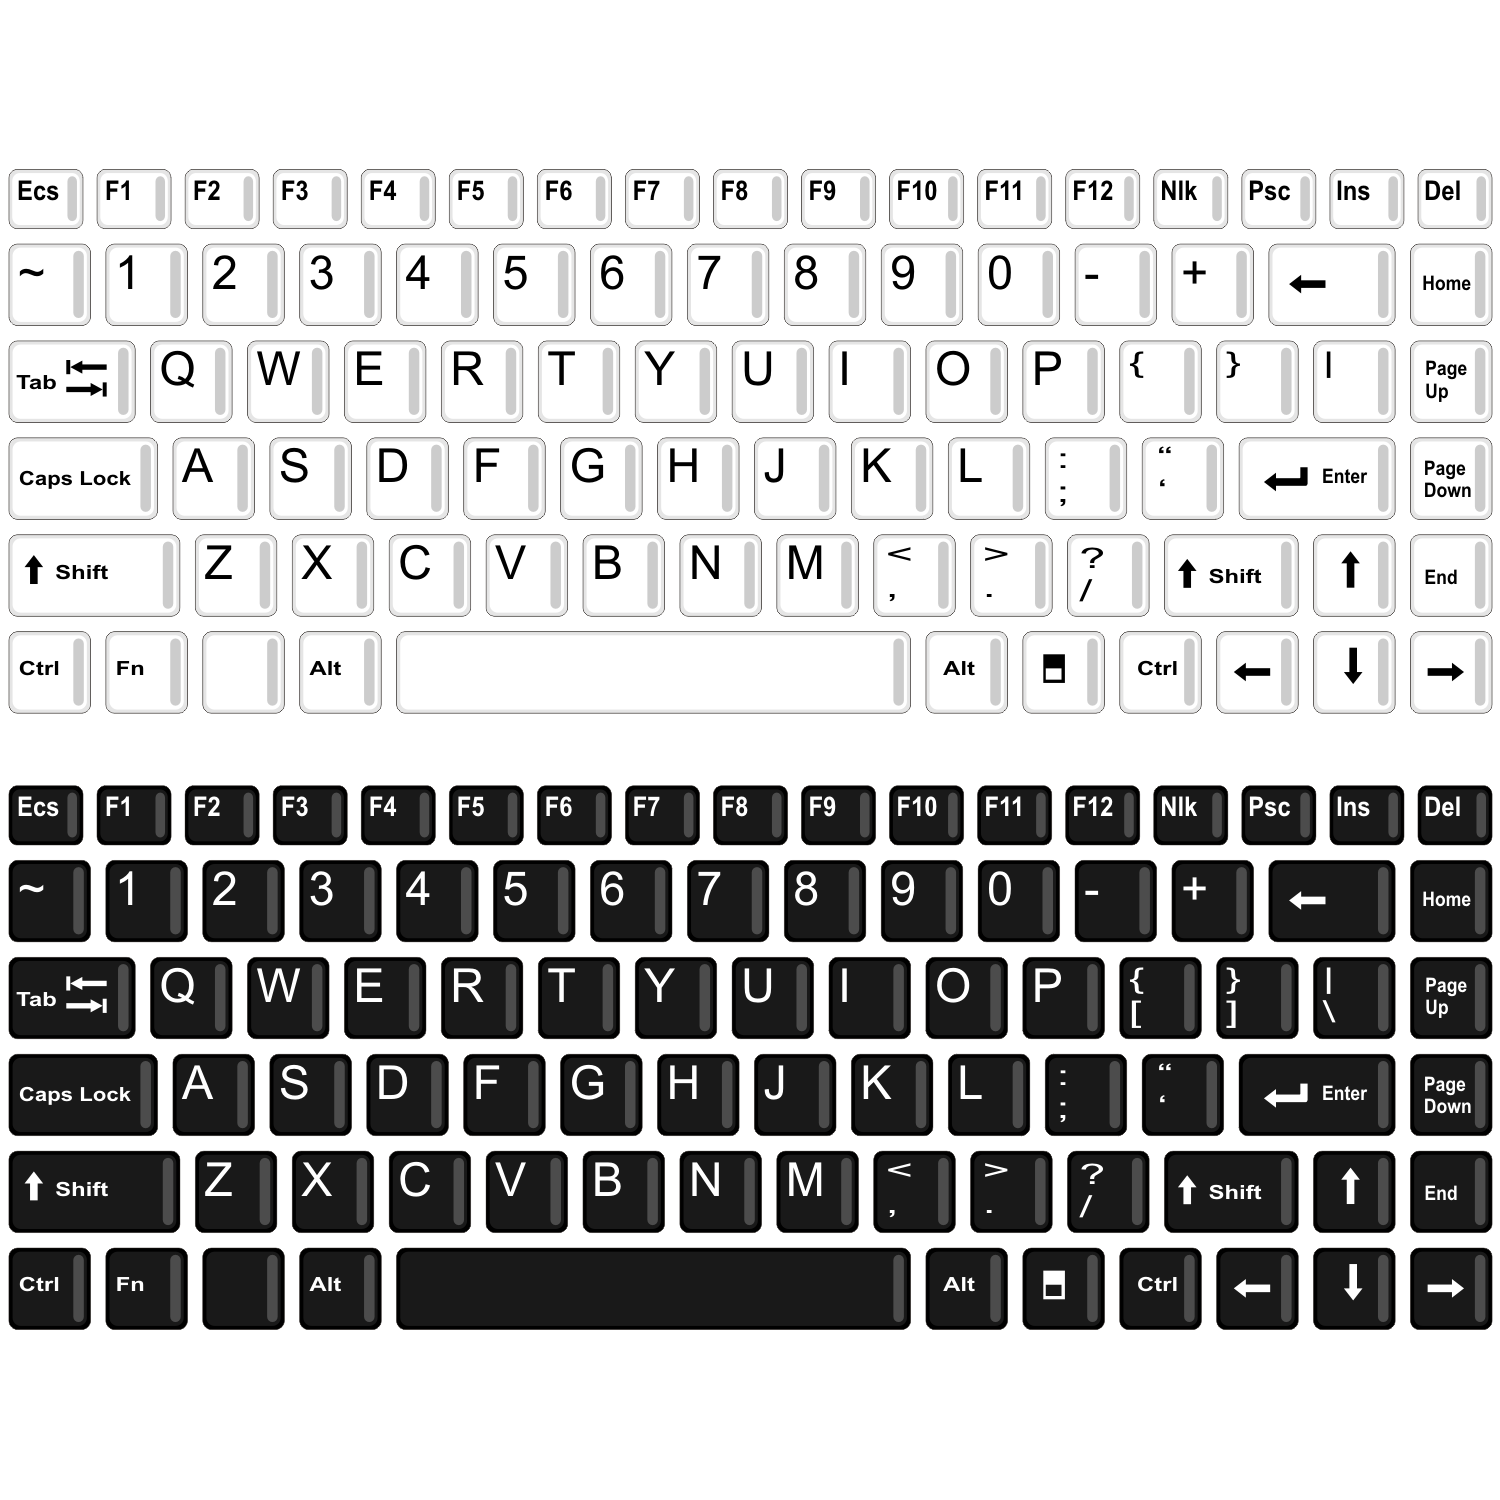 Ecs F1 F2 F3 F4 F5 F6 F7 F8 F9 F10 F11 F12 Nlk Psc Ins Del
~ 1 2 3 4 5 6 7 8 9 0 - + ← Home
Tab Q W E R T Y U I O P { } | Page Up
Caps Lock A S D F G H J K L : ; “ ‘ Enter Page Down
Shift Z X C V B N M < , > . ? / Shift ↑ End
Ctrl Fn Alt Alt Ctrl ← ↓ →
Ecs F1 F2 F3 F4 F5 F6 F7 F8 F9 F10 F11 F12 Nlk Psc Ins Del
~ 1 2 3 4 5 6 7 8 9 0 - + ← Home
Tab Q W E R T Y U I O P { [ } ] | \ Page Up
Caps Lock A S D F G H J K L : ; “ ‘ Enter Page Down
Shift Z X C V B N M < , > . ? / Shift ↑ End
Ctrl Fn Alt Alt Ctrl ← ↓ →